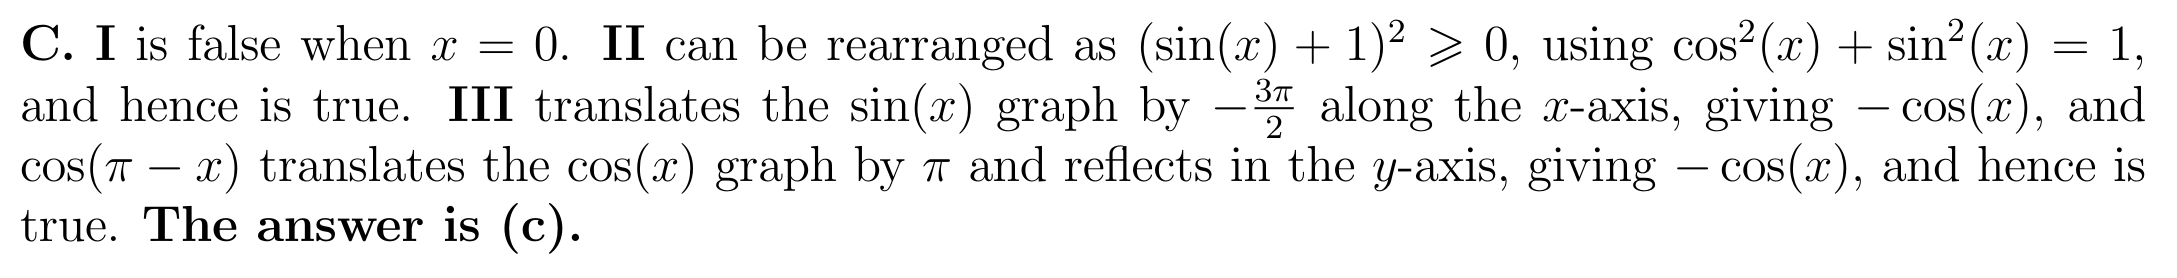 C. I is false when x = 0. II can be rearranged as (sin(x) + 1)² ⩾ 0, using cos²(x) + sin²(x) = 1,
and hence is true. III translates the sin(x) graph by −3π/2 along the x-axis, giving − cos(x), and
cos(π − x) translates the cos(x) graph by π and reflects in the y-axis, giving − cos(x), and hence is
true. The answer is (c).